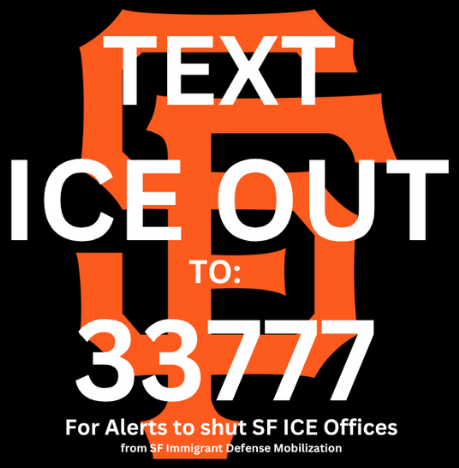 TEXT
ICE OUT
TO:
33777
For Alerts to shut SF ICE Offices
from SF Immigrant Defense Mobilization